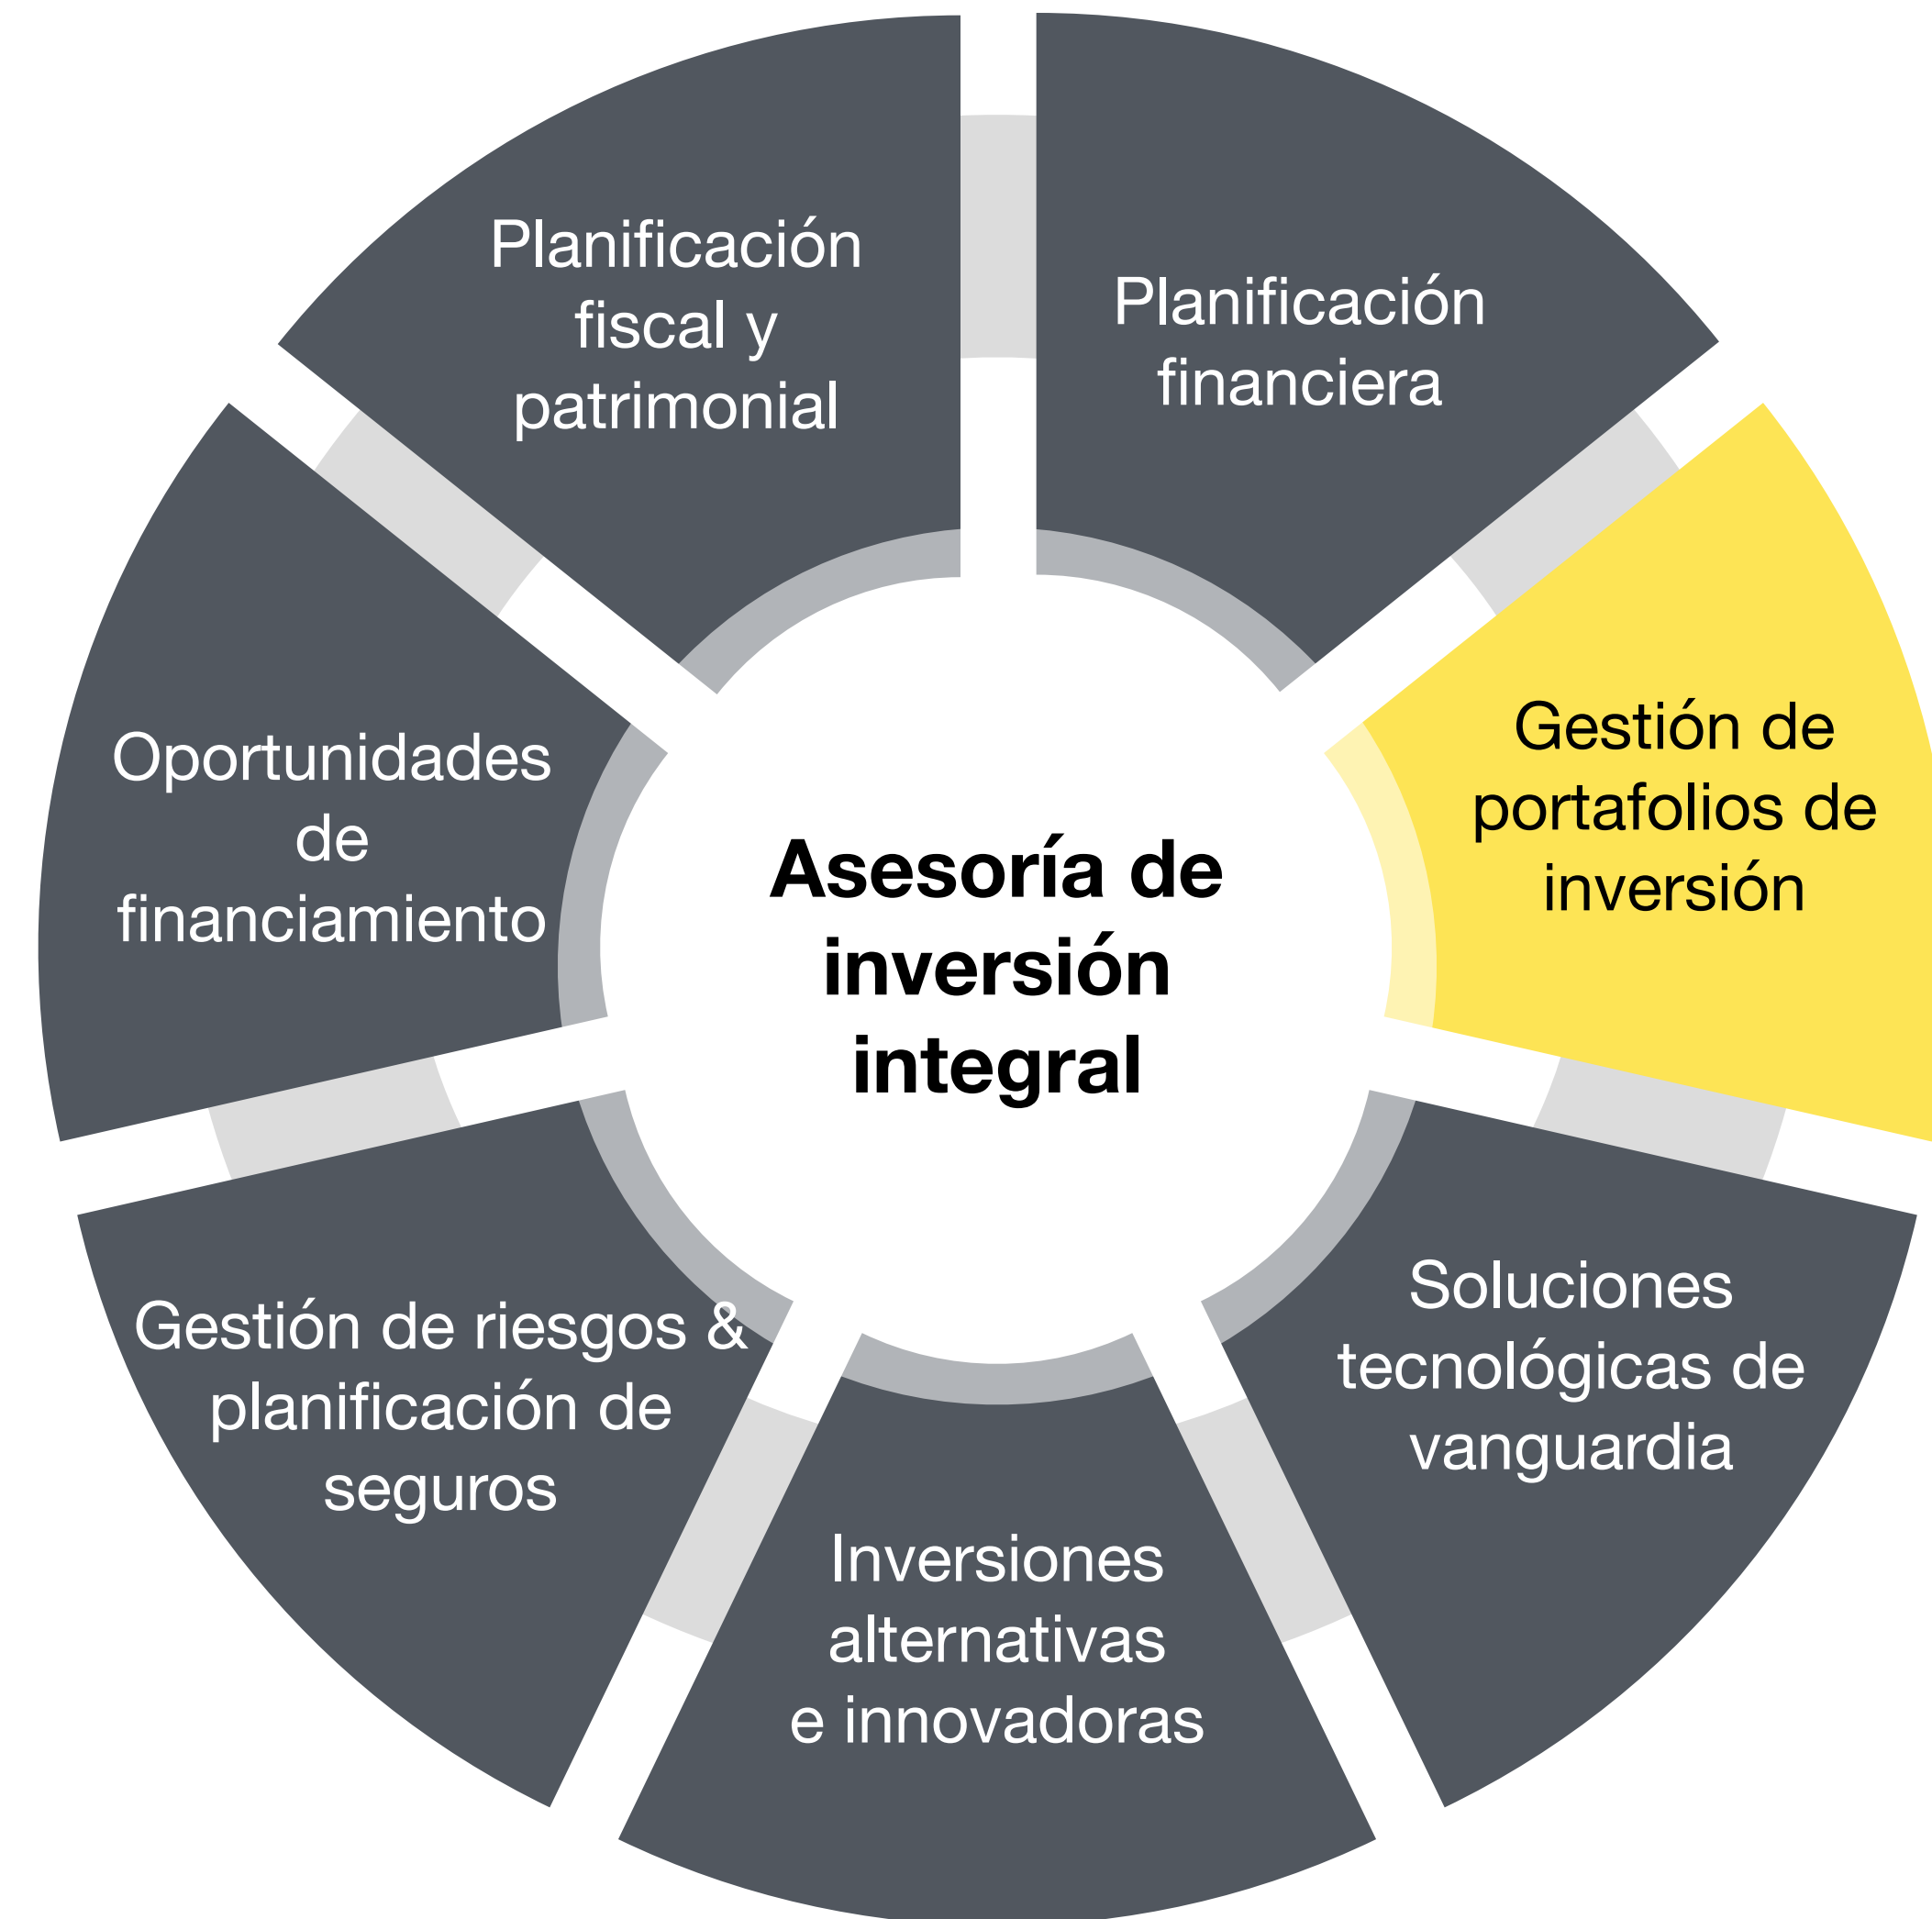 Planificación
fiscal y
patrimonial
Planificación
financiera
Gestión de
portafolios de
inversión
Oportunidades
de
financiamiento
Asesoría de
inversión
integral
Gestión de riesgos &
planificación de
seguros
Soluciones
tecnológicas de
vanguardia
Inversiones
alternativas
e innovadoras